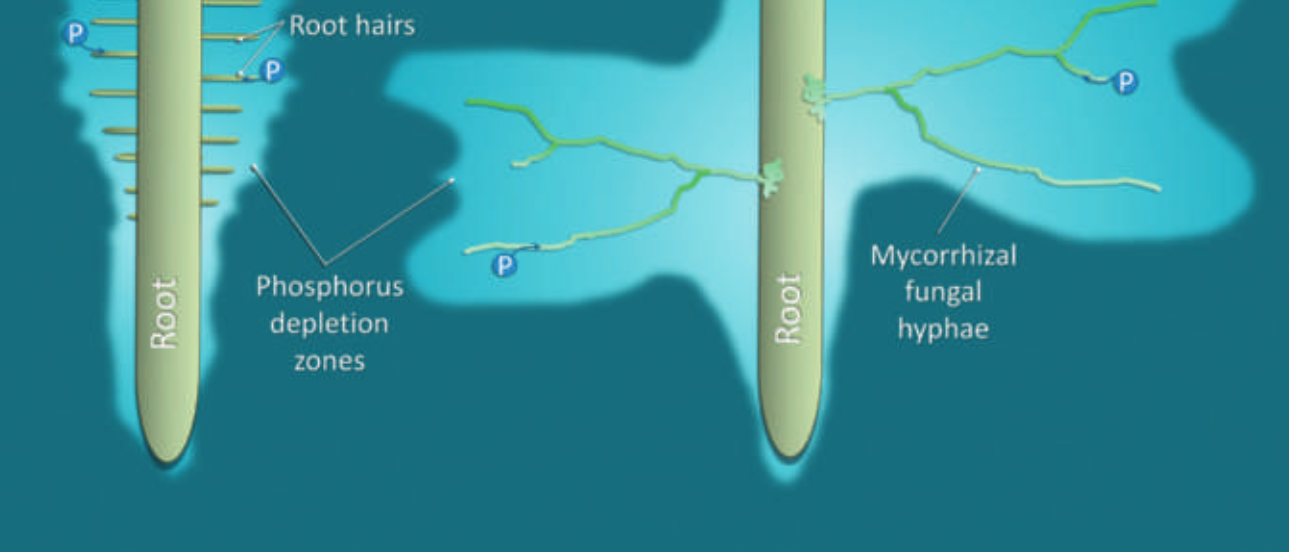 P
Root hairs
P
P
P
Phosphorus
depletion
zones
Mycorrhizal
fungal
hyphae
Root
Root